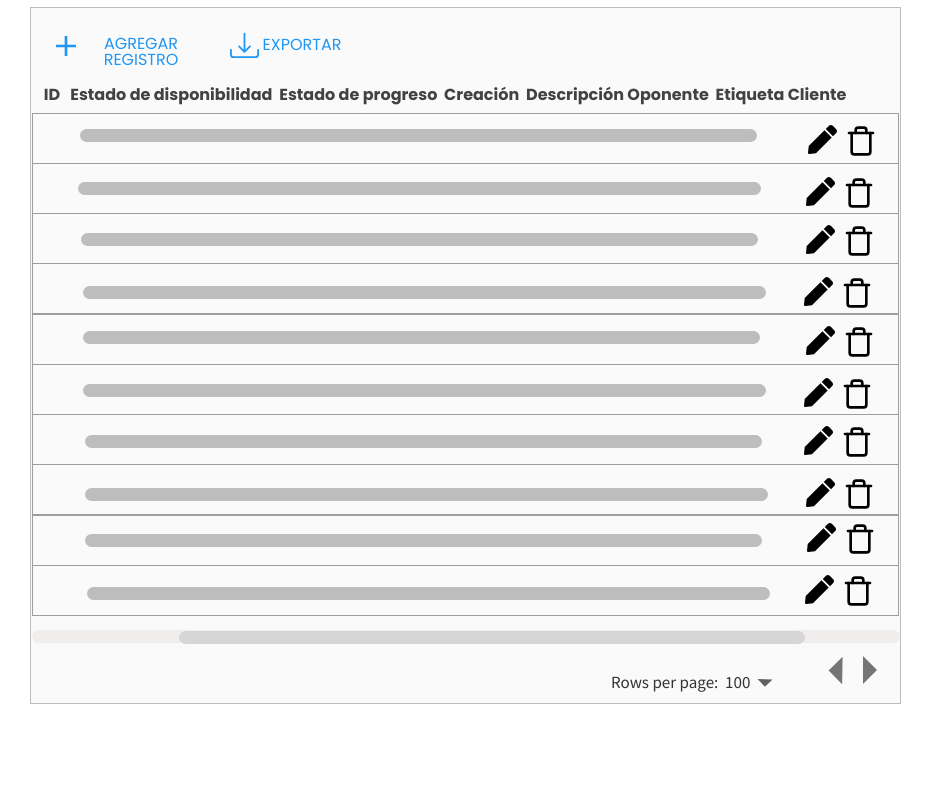 AGREGAR
REGISTRO
EXPORTAR
ID Estado de disponibilidad Estado de progreso Creación Descripción Oponente Etiqueta Cliente
Rows per page: 100